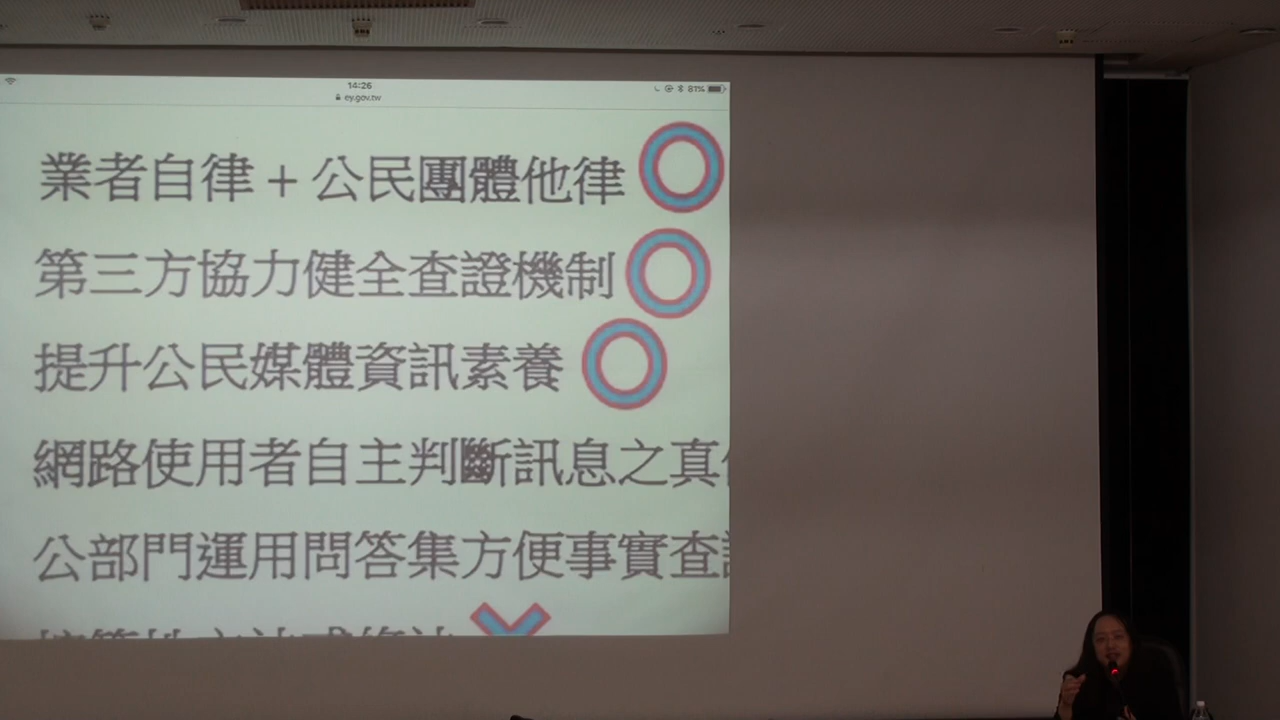 14:26
ey.gov.tw
81%
業者自律 + 公民團體他律
第三方協力健全查證機制
提升公民媒體資訊素養
網路使用者自主判斷訊息之真
公部門運用問答集方便事實查